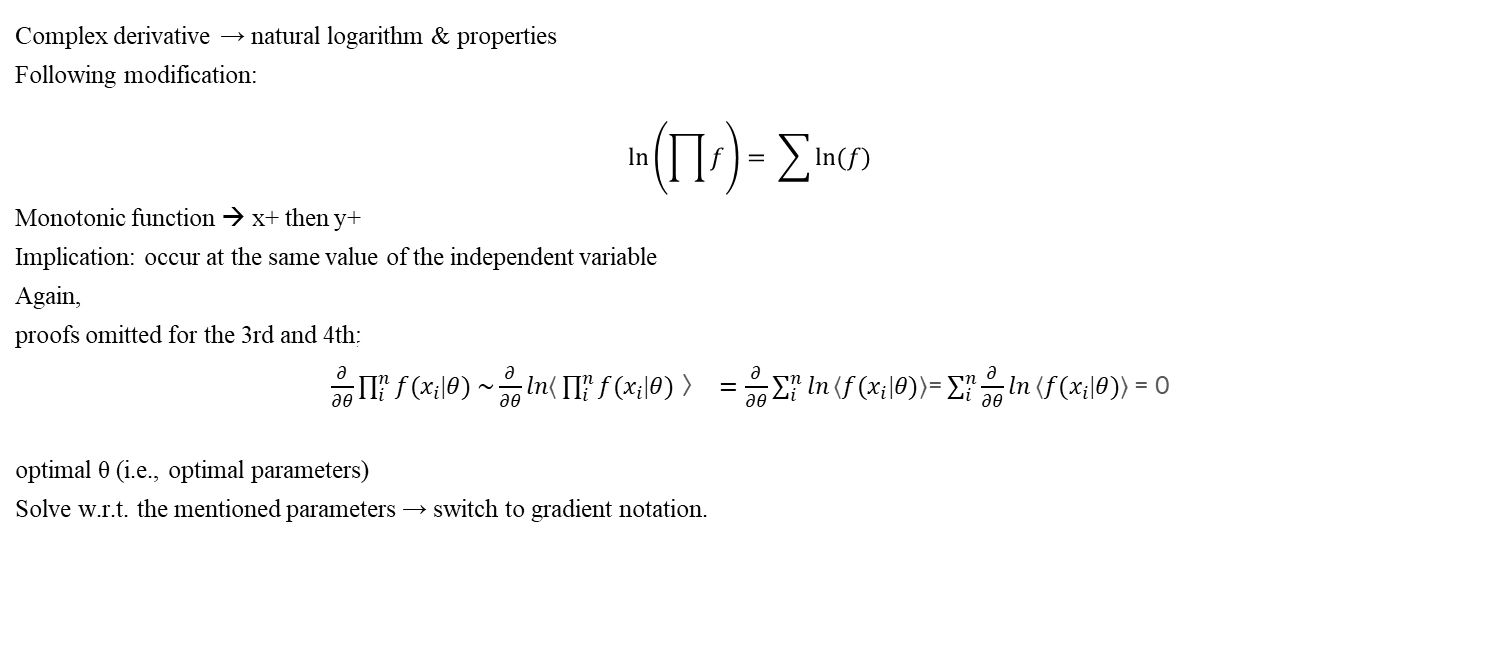 Complex derivative → natural logarithm & properties
Following modification:
ln(∏ f) = ∑ ln(f)
Monotonic function → x+ then y+
Implication: occur at the same value of the independent variable
Again,
proofs omitted for the 3rd and 4th:
∂/∂θ ∏ᵢⁿ f(xᵢ|θ) ~ ∂/∂θ ln⟨ ∏ᵢⁿ f(xᵢ|θ) ⟩ = ∂/∂θ ∑ᵢⁿ ln⟨f(xᵢ|θ)⟩= ∑ᵢⁿ ∂/∂θ ln⟨f(xᵢ|θ)⟩ = 0
optimal θ (i.e., optimal parameters)
Solve w.r.t. the mentioned parameters → switch to gradient notation.